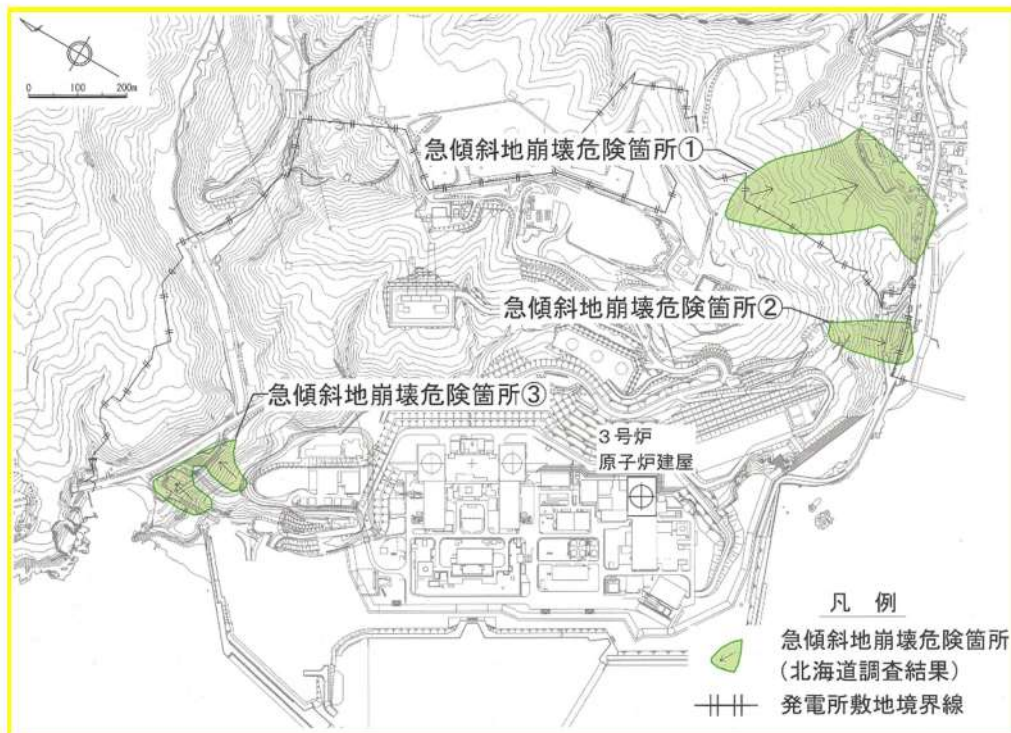 0 100 200m
急傾斜地崩壊危険箇所①
急傾斜地崩壊危険箇所②
急傾斜地崩壊危険箇所③
3号炉
原子炉建屋
凡 例
急傾斜地崩壊危険箇所
(北海道調査結果)
発電所敷地境界線